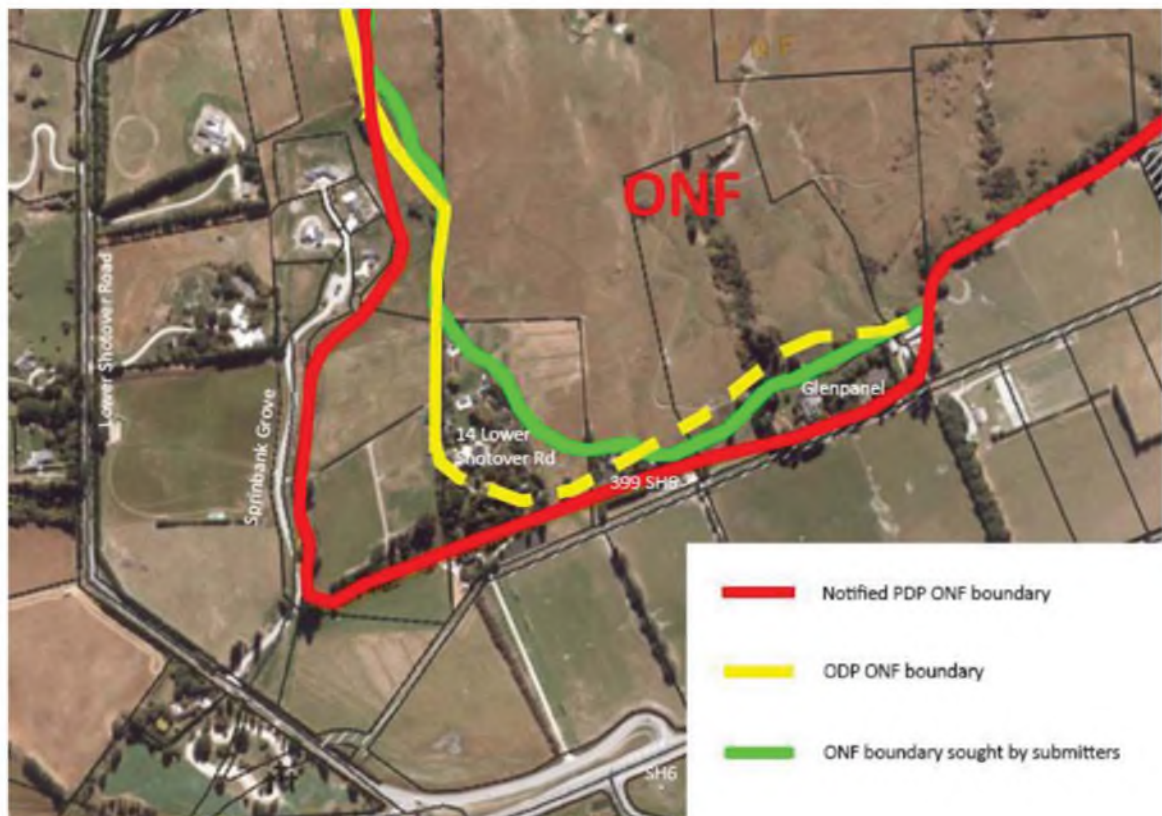 ONF
Lower Shotover Road
Sprinbank Grove
Glenpanel
14 Lower
Shotover Rd
399 SH6
SH6
Notified PDP ONF boundary
ODP ONF boundary
ONF boundary sought by submitters